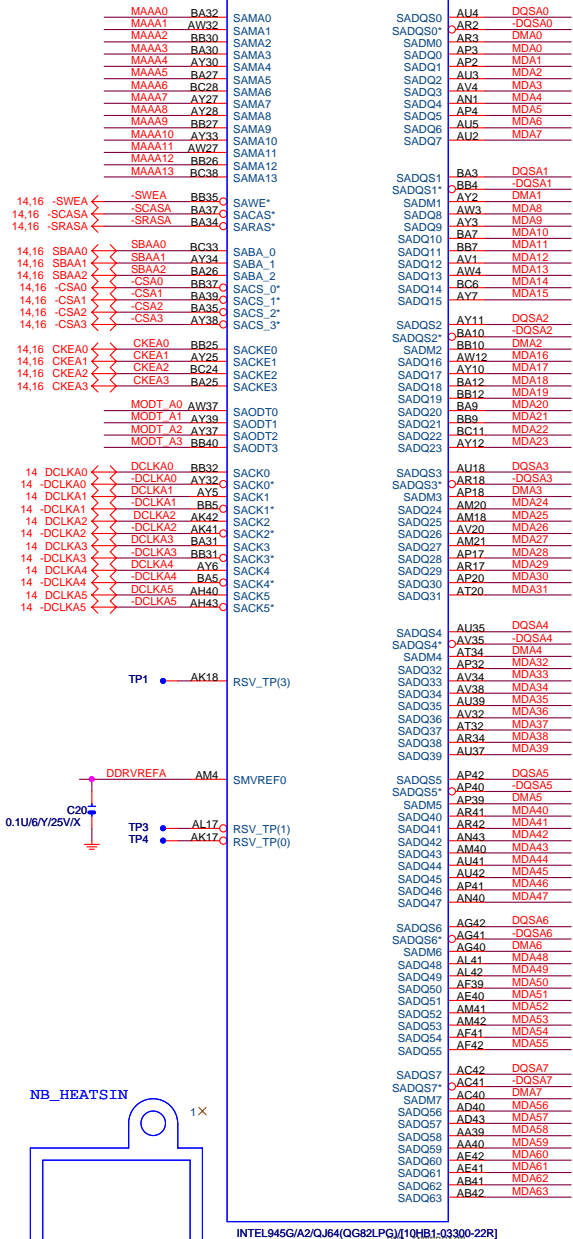 MAAA0 BA32 SAMA0
MAAA1 AW32 SAMA1
MAAA2 BB30 SAMA2
MAAA3 BA30 SAMA3
MAAA4 AY30 SAMA4
MAAA5 BA27 SAMA5
MAAA6 BC28 SAMA6
MAAA7 AY27 SAMA7
MAAA8 AY28 SAMA8
MAAA9 BB27 SAMA9
MAAA10 AY33 SAMA10
MAAA11 AW27 SAMA11
MAAA12 BB26 SAMA12
MAAA13 BC38 SAMA13
14,16 -SWEA -SWEA BB35 SAWE*
14,16 -SCASA -SCASA BA37 SACAS*
14,16 -SRASA -SRASA BA34 SARAS*
14,16 SBAA0 SBAA0 BC33 SABA_0
14,16 SBAA1 SBAA1 AY34 SABA_1
14,16 SBAA2 SBAA2 BA26 SABA_2
14,16 -CSA0 -CSA0 BB37 SACS_0*
14,16 -CSA1 -CSA1 BA39 SACS_1*
14,16 -CSA2 -CSA2 BA35 SACS_2*
14,16 -CSA3 -CSA3 AY38 SACS_3*
14,16 CKEA0 CKEA0 BB25 SACKE0
14,16 CKEA1 CKEA1 AY25 SACKE1
14,16 CKEA2 CKEA2 BC24 SACKE2
14,16 CKEA3 CKEA3 BA25 SACKE3
MODT_A0 AW37 SAODT0
MODT_A1 AY39 SAODT1
MODT_A2 AY37 SAODT2
MODT_A3 BB40 SAODT3
14 DCLKA0 DCLKA0 BB32 SACK0
14 -DCLKA0 -DCLKA0 AY32 SACK0*
14 DCLKA1 DCLKA1 AY5 SACK1
14 -DCLKA1 -DCLKA1 BB5 SACK1*
14 DCLKA2 DCLKA2 AK42 SACK2
14 -DCLKA2 -DCLKA2 AK41 SACK2*
14 DCLKA3 DCLKA3 BA31 SACK3
14 -DCLKA3 -DCLKA3 BB31 SACK3*
14 DCLKA4 DCLKA4 AY6 SACK4
14 -DCLKA4 -DCLKA4 BA5 SACK4*
14 DCLKA5 DCLKA5 AH40 SACK5
14 -DCLKA5 -DCLKA5 AH43 SACK5*
TP1 AK18 RSV_TP(3)
DDRVREFA AM4 SMVREF0
C20
0.1U/6/Y/25V/X
TP3 AL17 RSV_TP(1)
TP4 AK17 RSV_TP(0)
NB_HEATSIN
1
SADQS0 AU4 DQSA0
SADQS0* AR2 -DQSA0
SADM0 AR3 DMA0
SADQ0 AP3 MDA0
SADQ1 AP2 MDA1
SADQ2 AU3 MDA2
SADQ3 AV4 MDA3
SADQ4 AN1 MDA4
SADQ5 AP4 MDA5
SADQ6 AU5 MDA6
SADQ7 AU2 MDA7
SADQS1 BA3 DQSA1
SADQS1* BB4 -DQSA1
SADM1 AY2 DMA1
SADQ8 AW3 MDA8
SADQ9 AY3 MDA9
SADQ10 BA7 MDA10
SADQ11 BB7 MDA11
SADQ12 AV1 MDA12
SADQ13 AW4 MDA13
SADQ14 BC6 MDA14
SADQ15 AY7 MDA15
SADQS2 AY11 DQSA2
SADQS2* BA10 -DQSA2
SADM2 BB10 DMA2
SADQ16 AW12 MDA16
SADQ17 AY10 MDA17
SADQ18 BA12 MDA18
SADQ19 BB12 MDA19
SADQ20 BA9 MDA20
SADQ21 BB9 MDA21
SADQ22 BC11 MDA22
SADQ23 AY12 MDA23
SADQS3 AU18 DQSA3
SADQS3* AR18 -DQSA3
SADM3 AP18 DMA3
SADQ24 AM20 MDA24
SADQ25 AM18 MDA25
SADQ26 AV20 MDA26
SADQ27 AM21 MDA27
SADQ28 AP17 MDA28
SADQ29 AR17 MDA29
SADQ30 AP20 MDA30
SADQ31 AT20 MDA31
SADQS4 AU35 DQSA4
SADQS4* AV35 -DQSA4
SADM4 AT34 DMA4
SADQ32 AP32 MDA32
SADQ33 AV34 MDA33
SADQ34 AV38 MDA34
SADQ35 AU39 MDA35
SADQ36 AV32 MDA36
SADQ37 AT32 MDA37
SADQ38 AR34 MDA38
SADQ39 AU37 MDA39
SADQS5 AP42 DQSA5
SADQS5* AP40 -DQSA5
SADM5 AP39 DMA5
SADQ40 AR41 MDA40
SADQ41 AR42 MDA41
SADQ42 AN43 MDA42
SADQ43 AM40 MDA43
SADQ44 AU41 MDA44
SADQ45 AU42 MDA45
SADQ46 AP41 MDA46
SADQ47 AN40 MDA47
SADQS6 AG42 DQSA6
SADQS6* AG41 -DQSA6
SADM6 AG40 DMA6
SADQ48 AL41 MDA48
SADQ49 AL42 MDA49
SADQ50 AF39 MDA50
SADQ51 AE40 MDA51
SADQ52 AM41 MDA52
SADQ53 AM42 MDA53
SADQ54 AF41 MDA54
SADQ55 AF42 MDA55
SADQS7 AC42 DQSA7
SADQS7* AC41 -DQSA7
SADM7 AC40 DMA7
SADQ56 AD40 MDA56
SADQ57 AD43 MDA57
SADQ58 AA39 MDA58
SADQ59 AA40 MDA59
SADQ60 AE42 MDA60
SADQ61 AE41 MDA61
SADQ62 AB41 MDA62
SADQ63 AB42 MDA63
INTEL945G/A2/QJ64(QG82LPG)/[10HB1-03300-22R]